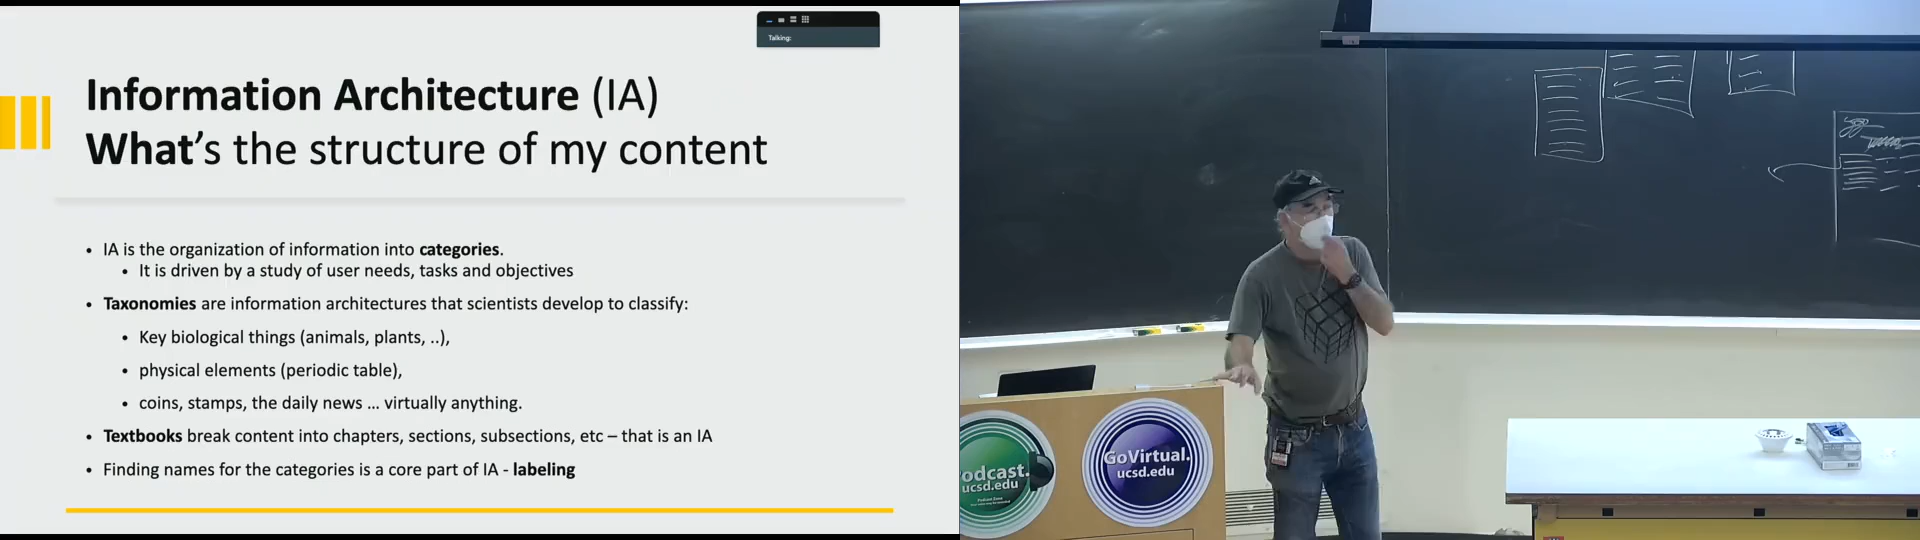 Talking:
Information Architecture (IA)
What's the structure of my content
• IA is the organization of information into categories.
• It is driven by a study of user needs, tasks and objectives
• Taxonomies are information architectures that scientists develop to classify:
• Key biological things (animals, plants, ..),
• physical elements (periodic table),
• coins, stamps, the daily news ... virtually anything.
• Textbooks break content into chapters, sections, subsections, etc – that is an IA
• Finding names for the categories is a core part of IA - labeling
odcast.
ucsd.edu
GoVirtual.
ucsd.edu